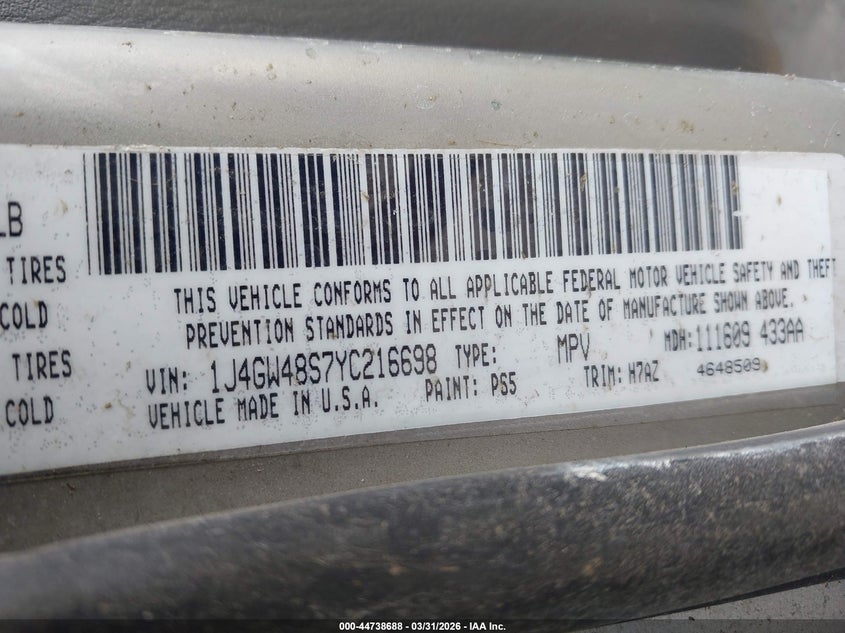 LB
TIRES
COLD
TIRES
COLD
THIS VEHICLE CONFORMS TO ALL APPLICABLE FEDERAL MOTOR VEHICLE SAFETY AND THEFT
PREVENTION STANDARDS IN EFFECT ON THE DATE OF MANUFACTURE SHOWN ABOVE.
VIN: 1J4GW48S7YC216698 TYPE: MPV MDH: 111609 433AA
VEHICLE MADE IN U.S.A. PAINT: PS5 TRIM: H7AZ 4648509
000-44738688 - 03/31/2026 - IAA Inc.